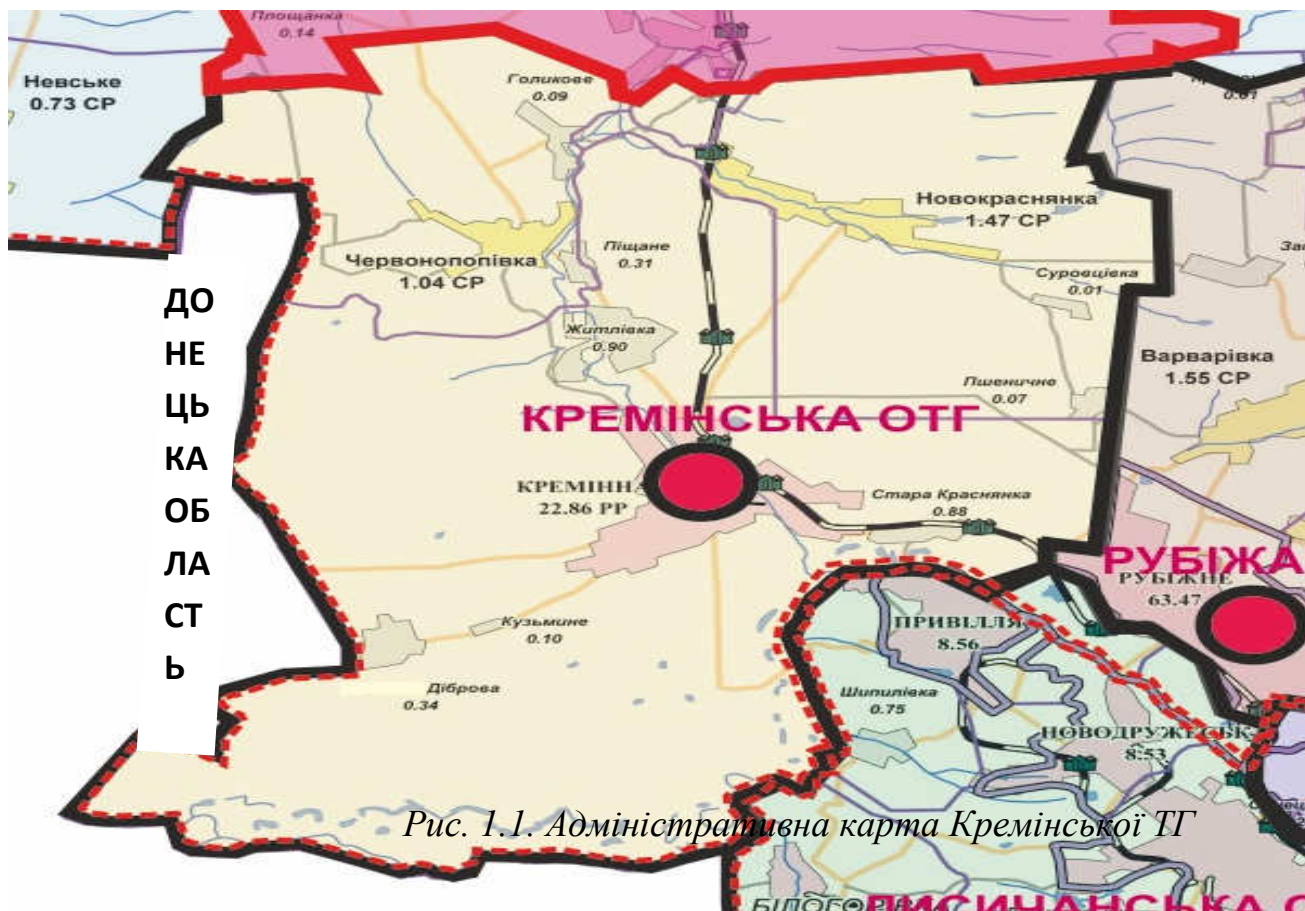 Площанка
0.14
Невське
0.73 СР
Голикове
0.09
0.01
Новокраснянка
1.47 СР
Червонопопівка
1.04 СР
Піщане
0.31
Суровцівка
0.01
ДО
НЕ
ЦЬ
КА
ОБ
ЛА
СТ
Ь
Житлівка
0.90
Варварівка
1.55 СР
Пшеничне
0.07
КРЕМІНСЬКА ОТГ
КРЕМІННА
22.86 РР
Стара Краснянка
0.88
РУБІЖА
РУБІЖНЕ
63.47
Кузьмине
0.10
ПРИВІЛЛЯ
8.56
Діброва
0.34
Шипилівка
0.75
НОВОДРУЖЕСЬК
8.53
Рис. 1.1. Адміністративна карта Кремінської ТГ
ЛИСИЧАНСЬКА О